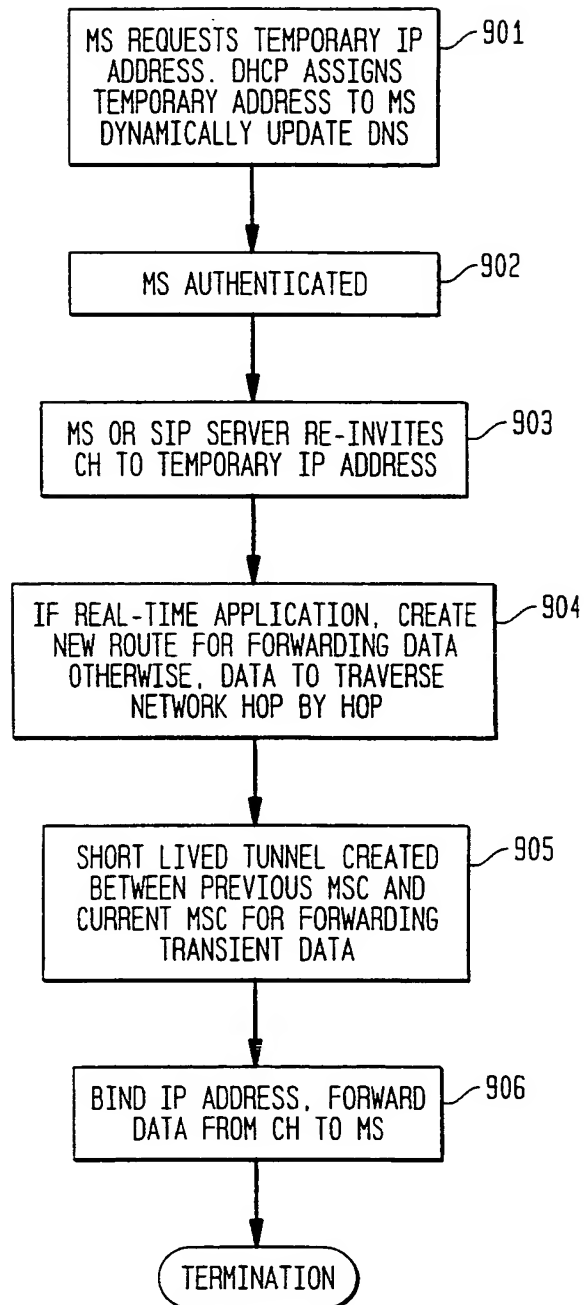 MS REQUESTS TEMPORARY IP
ADDRESS. DHCP ASSIGNS
TEMPORARY ADDRESS TO MS
DYNAMICALLY UPDATE DNS
901
MS AUTHENTICATED
902
MS OR SIP SERVER RE-INVITES
CH TO TEMPORARY IP ADDRESS
903
IF REAL-TIME APPLICATION, CREATE
NEW ROUTE FOR FORWARDING DATA
OTHERWISE, DATA TO TRAVERSE
NETWORK HOP BY HOP
904
SHORT LIVED TUNNEL CREATED
BETWEEN PREVIOUS MSC AND
CURRENT MSC FOR FORWARDING
TRANSIENT DATA
905
BIND IP ADDRESS, FORWARD
DATA FROM CH TO MS
906
TERMINATION